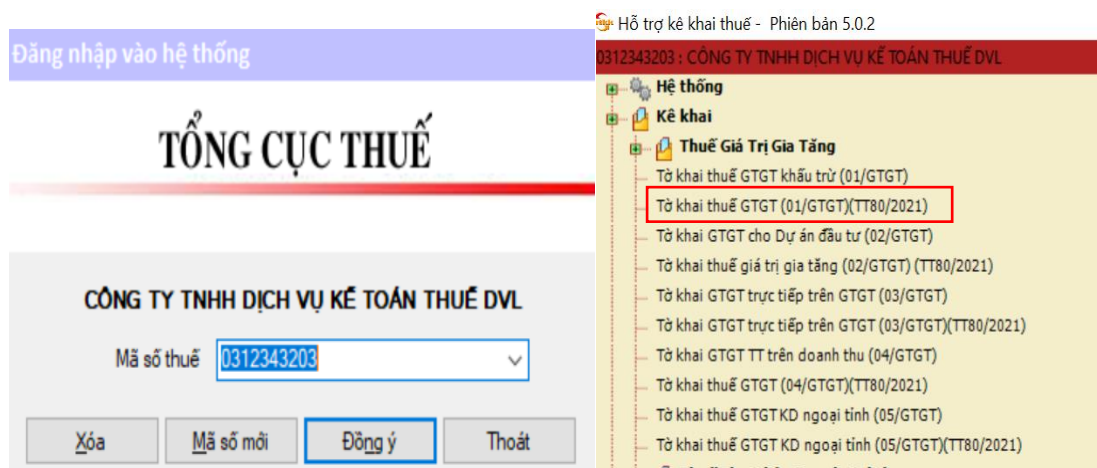 Đăng nhập vào hệ thống
TỔNG CỤC THUẾ
CÔNG TY TNHH DỊCH VỤ KẾ TOÁN THUẾ DVL
Mã số thuế 0312343203
Xóa Mã số mới Đồng ý Thoát
Hỗ trợ kê khai thuế - Phiên bản 5.0.2
0312343203 : CÔNG TY TNHH DỊCH VỤ KẾ TOÁN THUẾ DVL
Hệ thống
Kê khai
Thuế Giá Trị Gia Tăng
Tờ khai thuế GTGT khấu trừ (01/GTGT)
Tờ khai thuế GTGT (01/GTGT)(TT80/2021)
Tờ khai GTGT cho Dự án đầu tư (02/GTGT)
Tờ khai thuế giá trị gia tăng (02/GTGT) (TT80/2021)
Tờ khai GTGT trực tiếp trên GTGT (03/GTGT)
Tờ khai GTGT trực tiếp trên GTGT (03/GTGT)(TT80/2021)
Tờ khai GTGT TT trên doanh thu (04/GTGT)
Tờ khai thuế GTGT (04/GTGT)(TT80/2021)
Tờ khai thuế GTGT KD ngoại tỉnh (05/GTGT)
Tờ khai thuế GTGT KD ngoại tỉnh (05/GTGT)(TT80/2021)